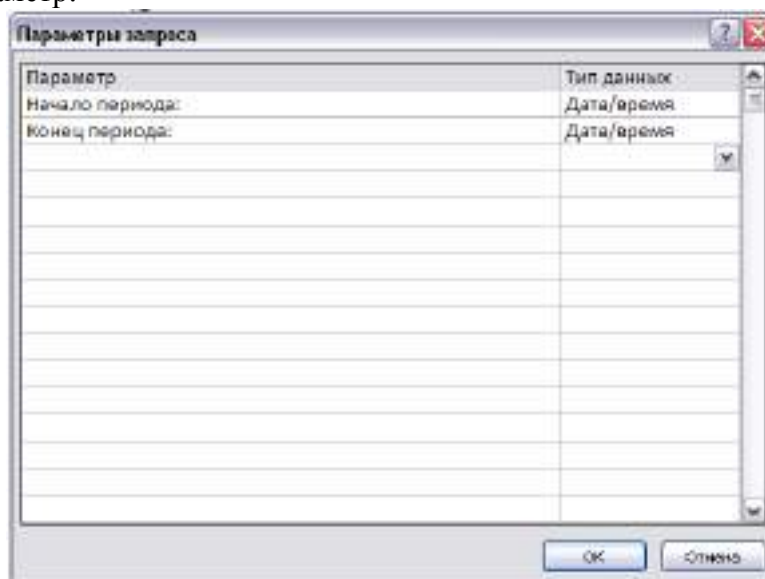 Параметры запроса
Параметр Тип данных
Начало периода: Дата/время
Конец периода: Дата/время
ОК Отмена